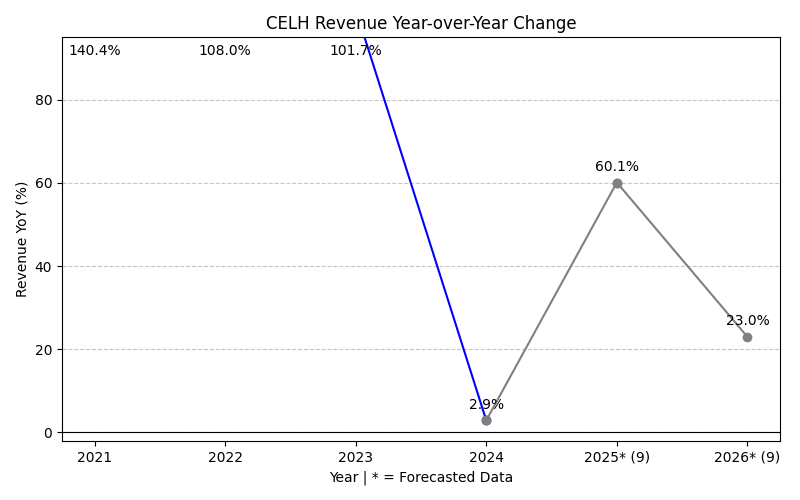 CELH Revenue Year-over-Year Change
140.4% 108.0% 101.7%
80
60.1%
60
40
23.0%
20
2.9%
0
Revenue YoY (%)
2021 2022 2023 2024 2025* (9) 2026* (9)
Year | * = Forecasted Data